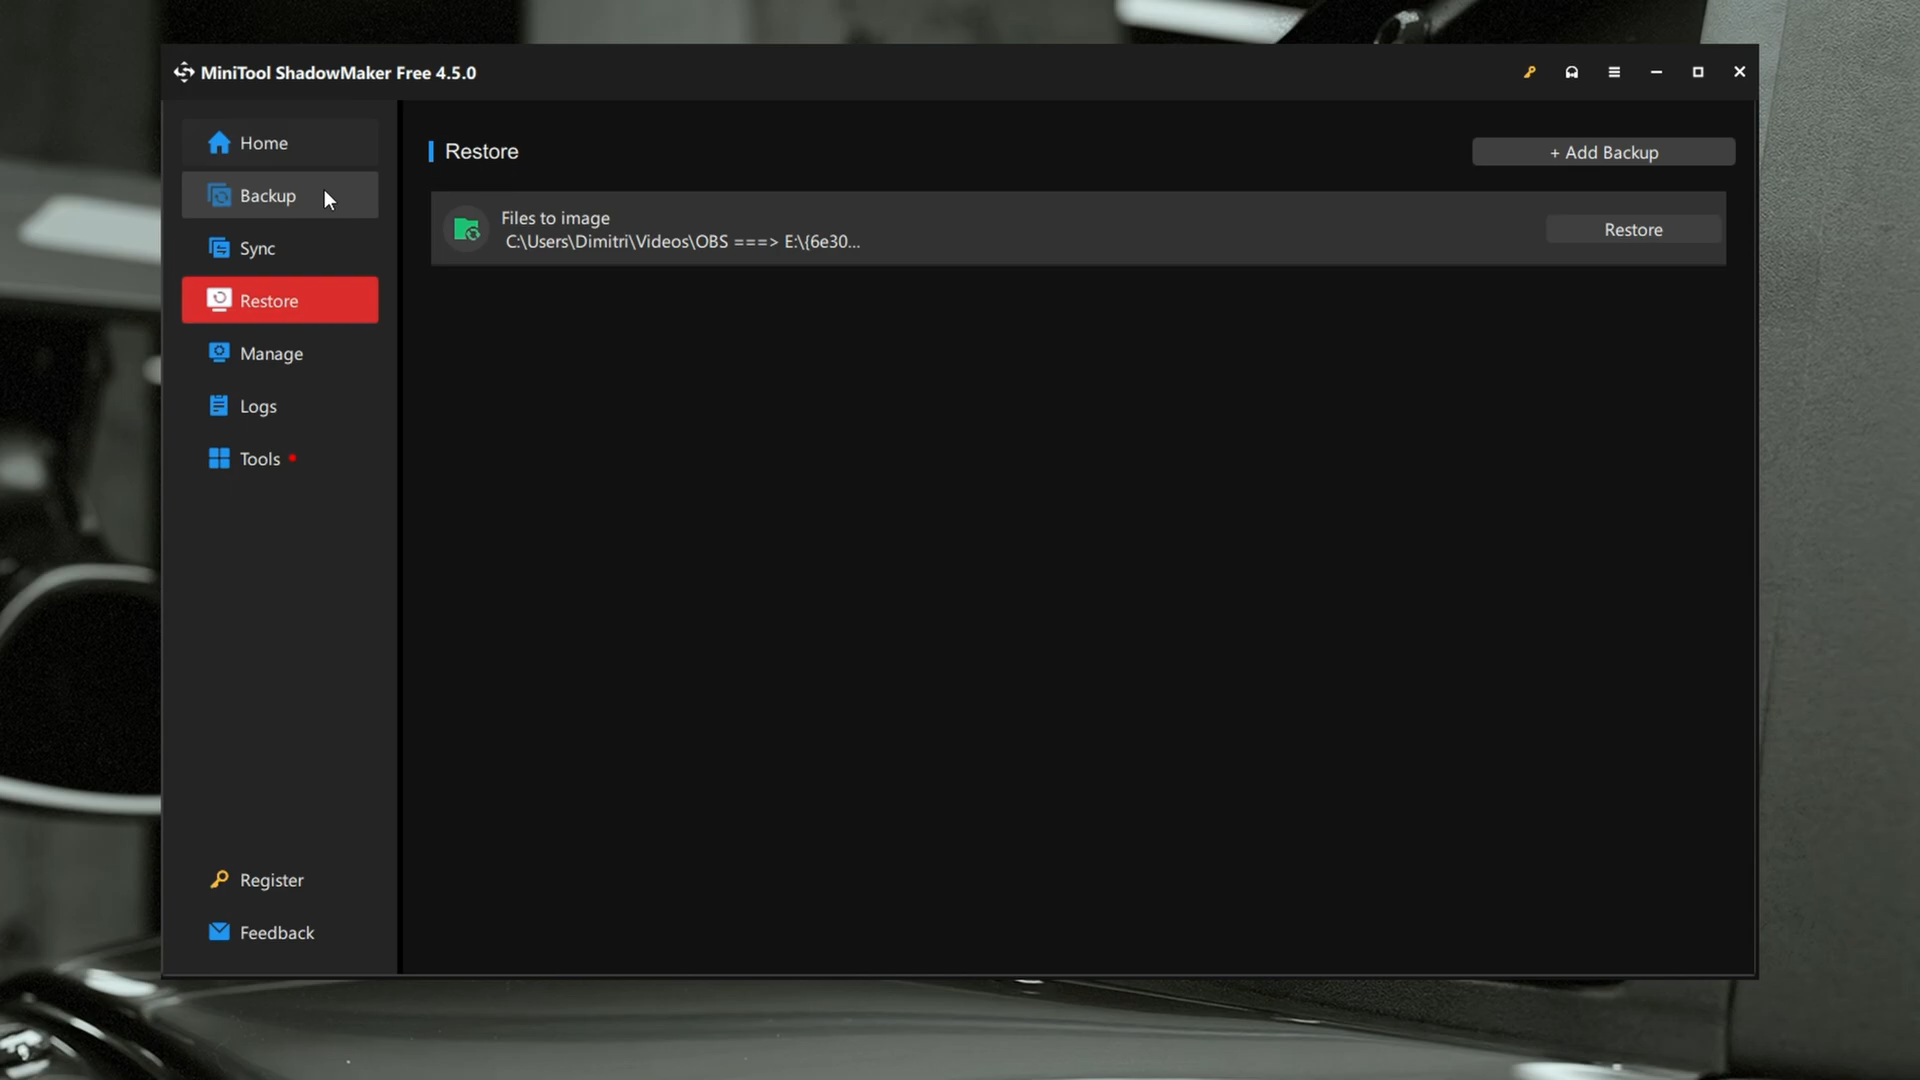 MiniTool ShadowMaker Free 4.5.0
Home
Backup
Sync
Restore
Manage
Logs
Tools
Register
Feedback
Restore
+ Add Backup
Files to image
C:\Users\Dimitri\Videos\OBS ===> E:\{6e30...
Restore